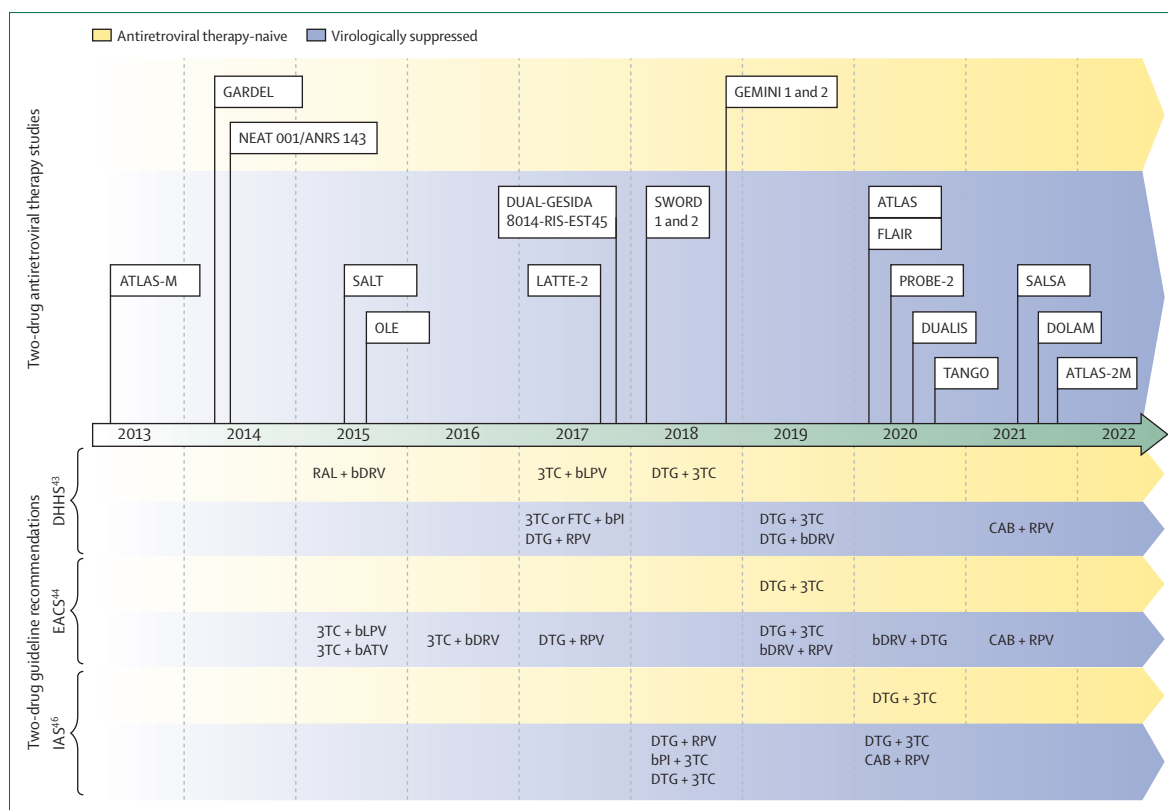 Antiretroviral therapy-naive
Virologically suppressed
Two-drug antiretroviral therapy studies
GARDEL
GEMINI 1 and 2
NEAT 001/ANRS 143
DUAL-GESIDA
8014-RIS-EST45
SWORD
1 and 2
ATLAS
FLAIR
ATLAS-M
SALT
LATTE-2
PROBE-2
SALSA
OLE
DUALIS
DOLAM
TANGO
ATLAS-2M
2013 2014 2015 2016 2017 2018 2019 2020 2021 2022
Two-drug guideline recommendations
DHHS⁴³
RAL + bDRV
3TC + bLPV
DTG + 3TC
3TC or FTC + bPI
DTG + RPV
DTG + 3TC
DTG + bDRV
CAB + RPV
EACS⁴⁴
DTG + 3TC
3TC + bLPV
3TC + bATV
3TC + bDRV
DTG + RPV
DTG + 3TC
bDRV + RPV
bDRV + DTG
CAB + RPV
IAS⁴⁶
DTG + 3TC
DTG + RPV
bPI + 3TC
DTG + 3TC
DTG + 3TC
CAB + RPV